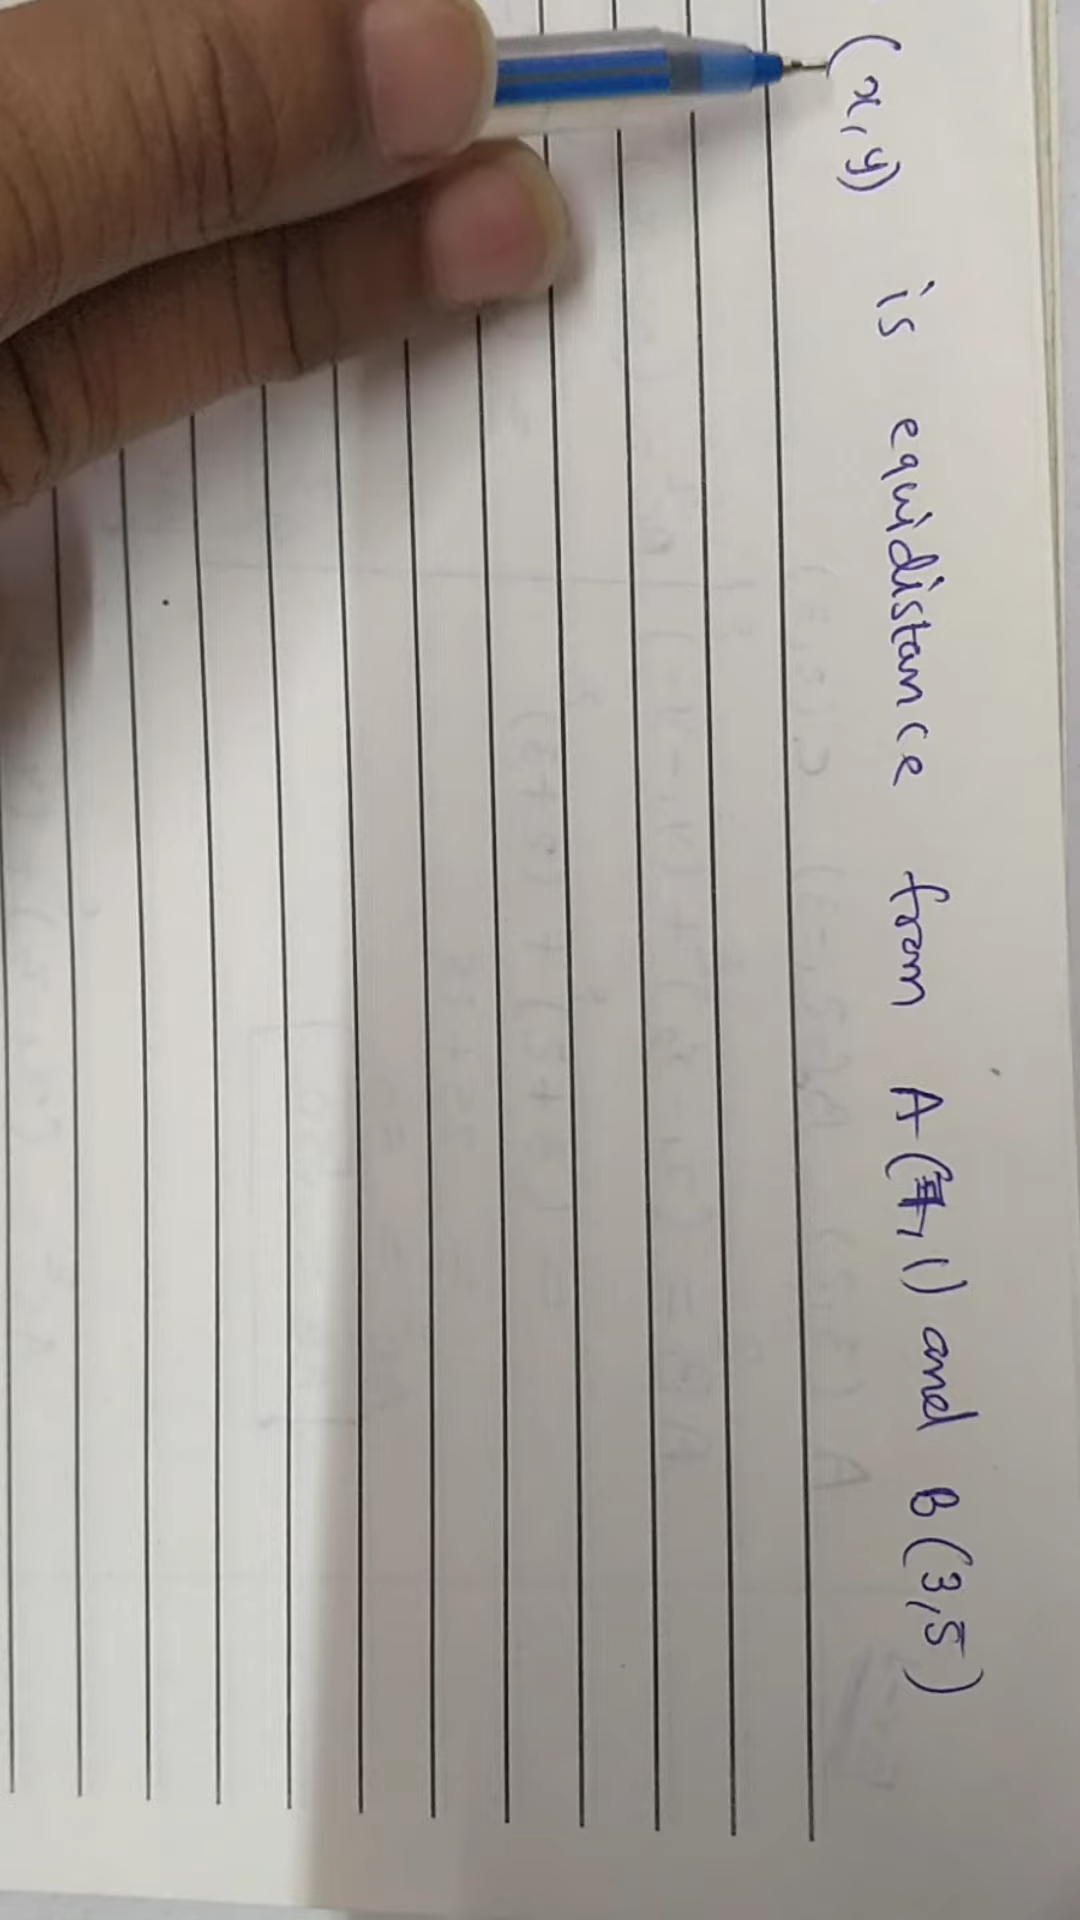 (x,y) is equidistance from A(7,1) and B(3,5)